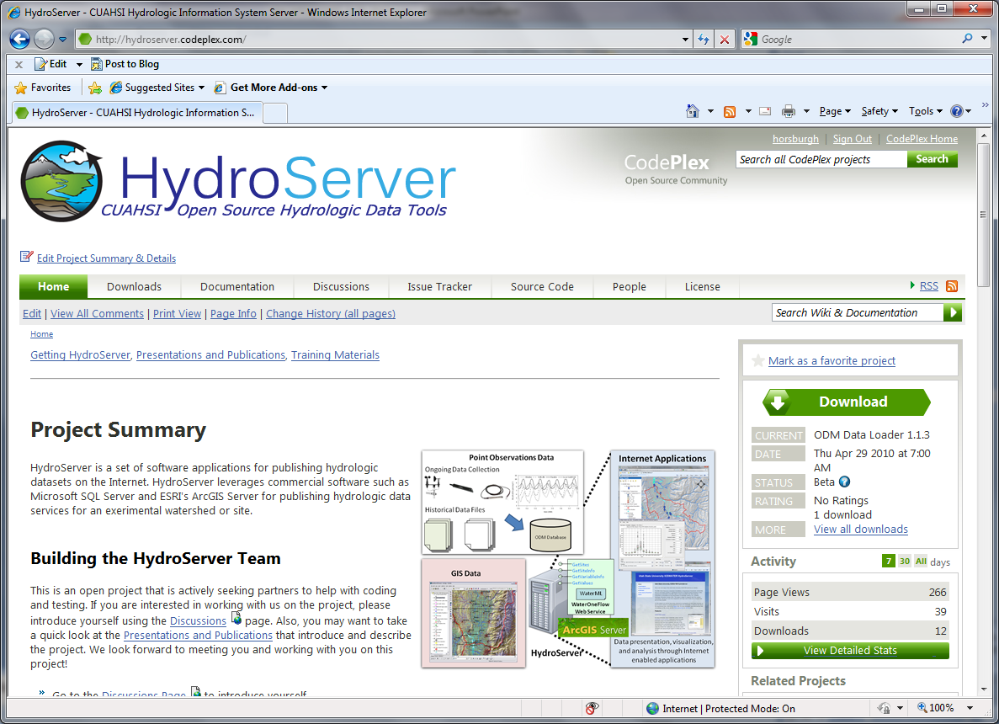 HydroServer - CUAHSI Hydrologic Information System Server - Windows Internet Explorer
http://hydroserver.codeplex.com/
Google
Edit
Post to Blog
Favorites
Suggested Sites
Get More Add-ons
HydroServer - CUAHSI Hydrologic Information S...
Page
Safety
Tools
horsburgh | Sign Out | CodePlex Home
HydroServer
CUAHSI Open Source Hydrologic Data Tools
CodePlex
Open Source Community
Search all CodePlex projects
Search
Edit Project Summary & Details
Home
Downloads
Documentation
Discussions
Issue Tracker
Source Code
People
License
RSS
Edit | View All Comments | Print View | Page Info | Change History (all pages)
Search Wiki & Documentation
Home
Getting HydroServer, Presentations and Publications, Training Materials
Project Summary
HydroServer is a set of software applications for publishing hydrologic
datasets on the Internet. HydroServer leverages commercial software such as
Microsoft SQL Server and ESRI's ArcGIS Server for publishing hydrologic data
services for an exerimental watershed or site.
Building the HydroServer Team
This is an open project that is actively seeking partners to help with coding
and testing. If you are interested in working with us on the project, please
introduce yourself using the Discussions page. Also, you may want to take
a quick look at the Presentations and Publications that introduce and describe
the project. We look forward to meeting you and working with you on this
project!
» Go to the Discussions Page to introduce yourself
Point Observations Data
Ongoing Data Collection
Historical Data Files
ODM Database
GIS Data
GetSites
GetSiteInfo
GetVariableInfo
GetValues
WaterML
WaterOneFlow
Web Service
ArcGIS Server
HydroServer
Internet Applications
Data presentation, visualization,
and analysis through Internet
enabled applications
Mark as a favorite project
Download
CURRENT ODM Data Loader 1.1.3
DATE Thu Apr 29 2010 at 7:00
AM
STATUS Beta
RATING No Ratings
1 download
MORE View all downloads
Activity 7 30 All days
Page Views 266
Visits 39
Downloads 12
View Detailed Stats
Related Projects
Internet | Protected Mode: On
100%